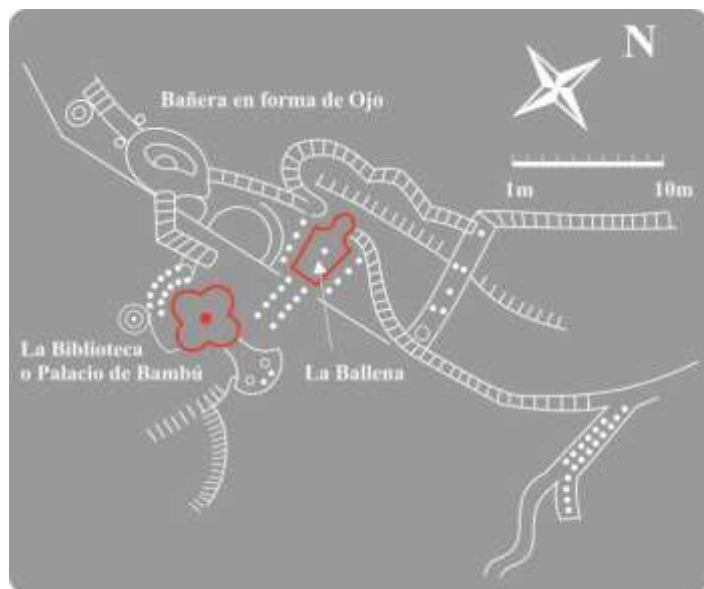 N
Bañera en forma de Ojo
1m 10m
La Biblioteca
o Palacio de Bambú
La Ballena